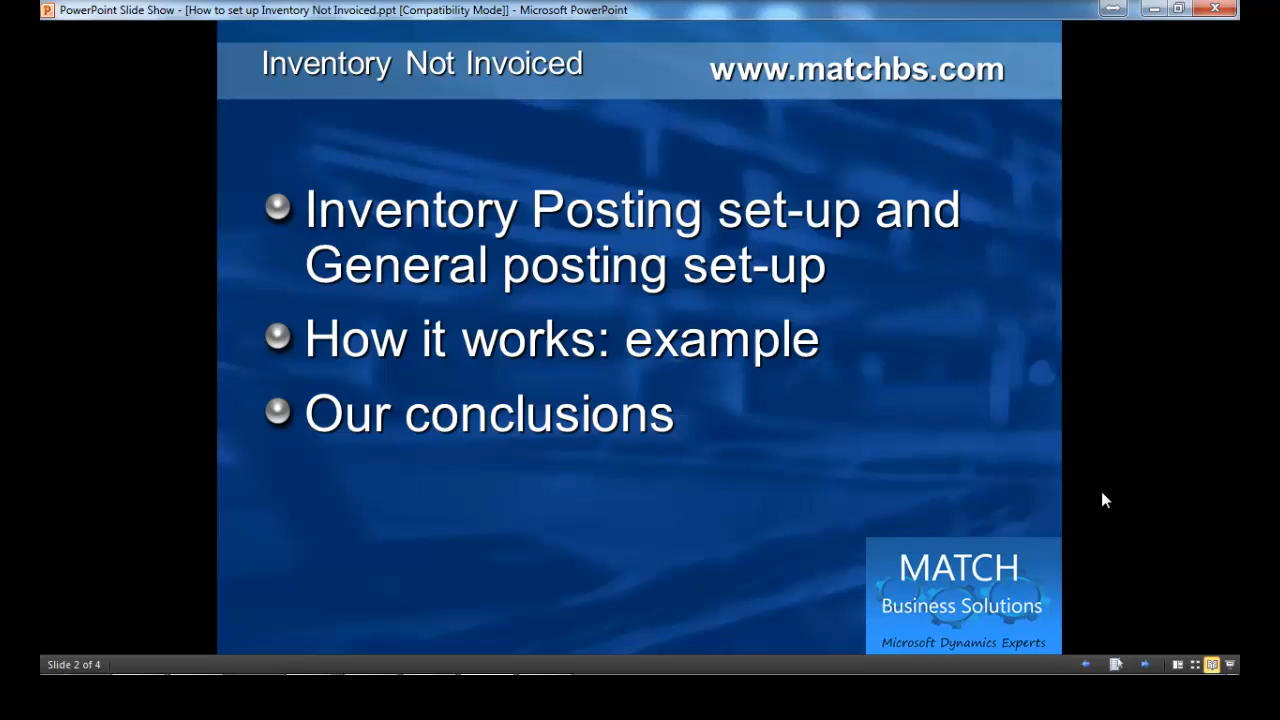 PowerPoint Slide Show - [How to set up Inventory Not Invoiced.ppt [Compatibility Mode]] - Microsoft PowerPoint
Inventory Not Invoiced
www.matchbs.com
Inventory Posting set-up and
General posting set-up
How it works: example
Our conclusions
MATCH
Business Solutions
Microsoft Dynamics Experts
Slide 2 of 4